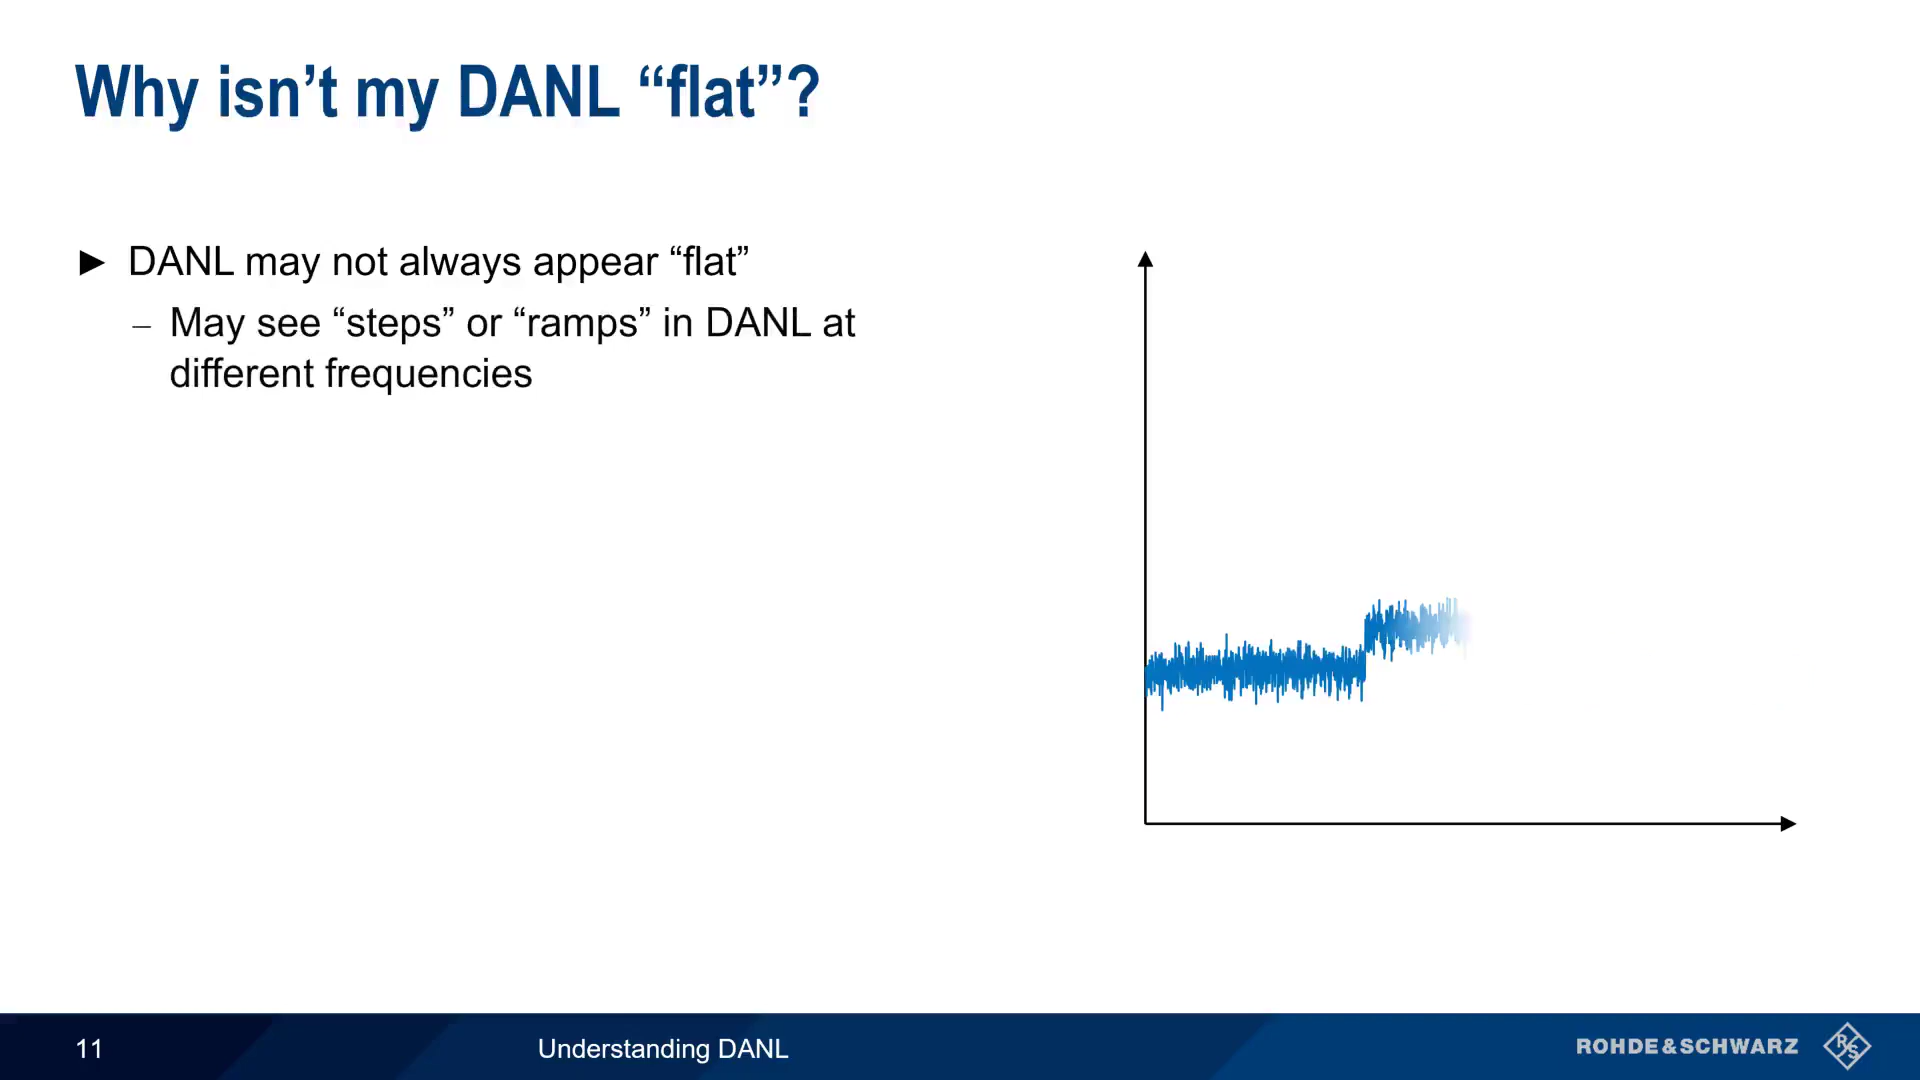 Why isn’t my DANL “flat”?
► DANL may not always appear “flat”
– May see “steps” or “ramps” in DANL at
different frequencies
11
Understanding DANL
ROHDE & SCHWARZ
R S